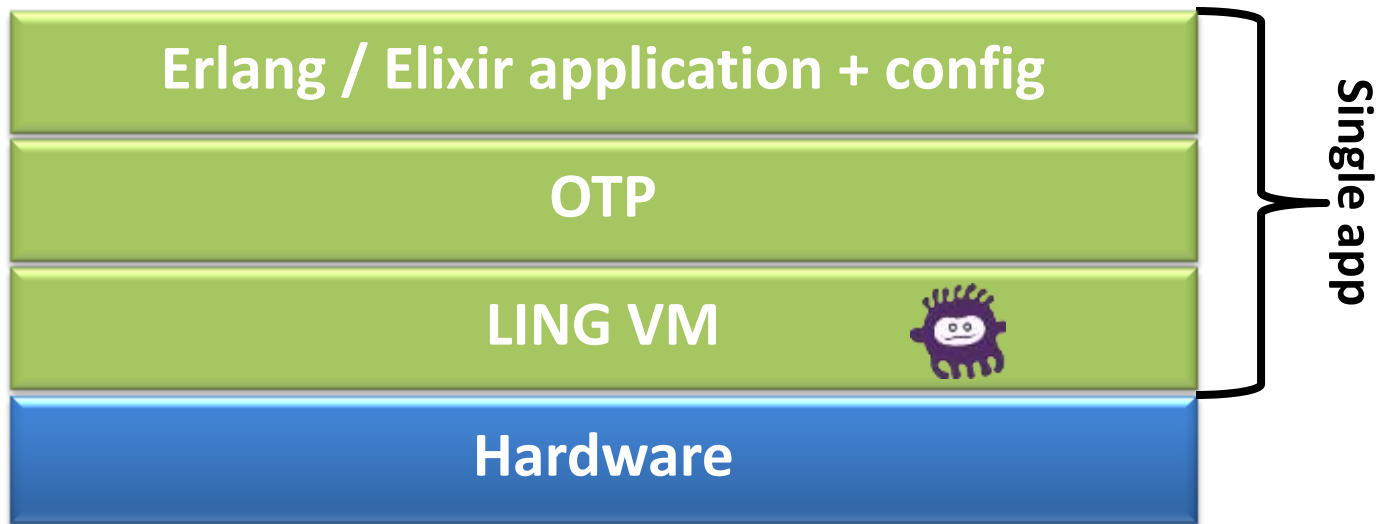 Erlang / Elixir application + config
OTP
LING VM
Hardware
Single app